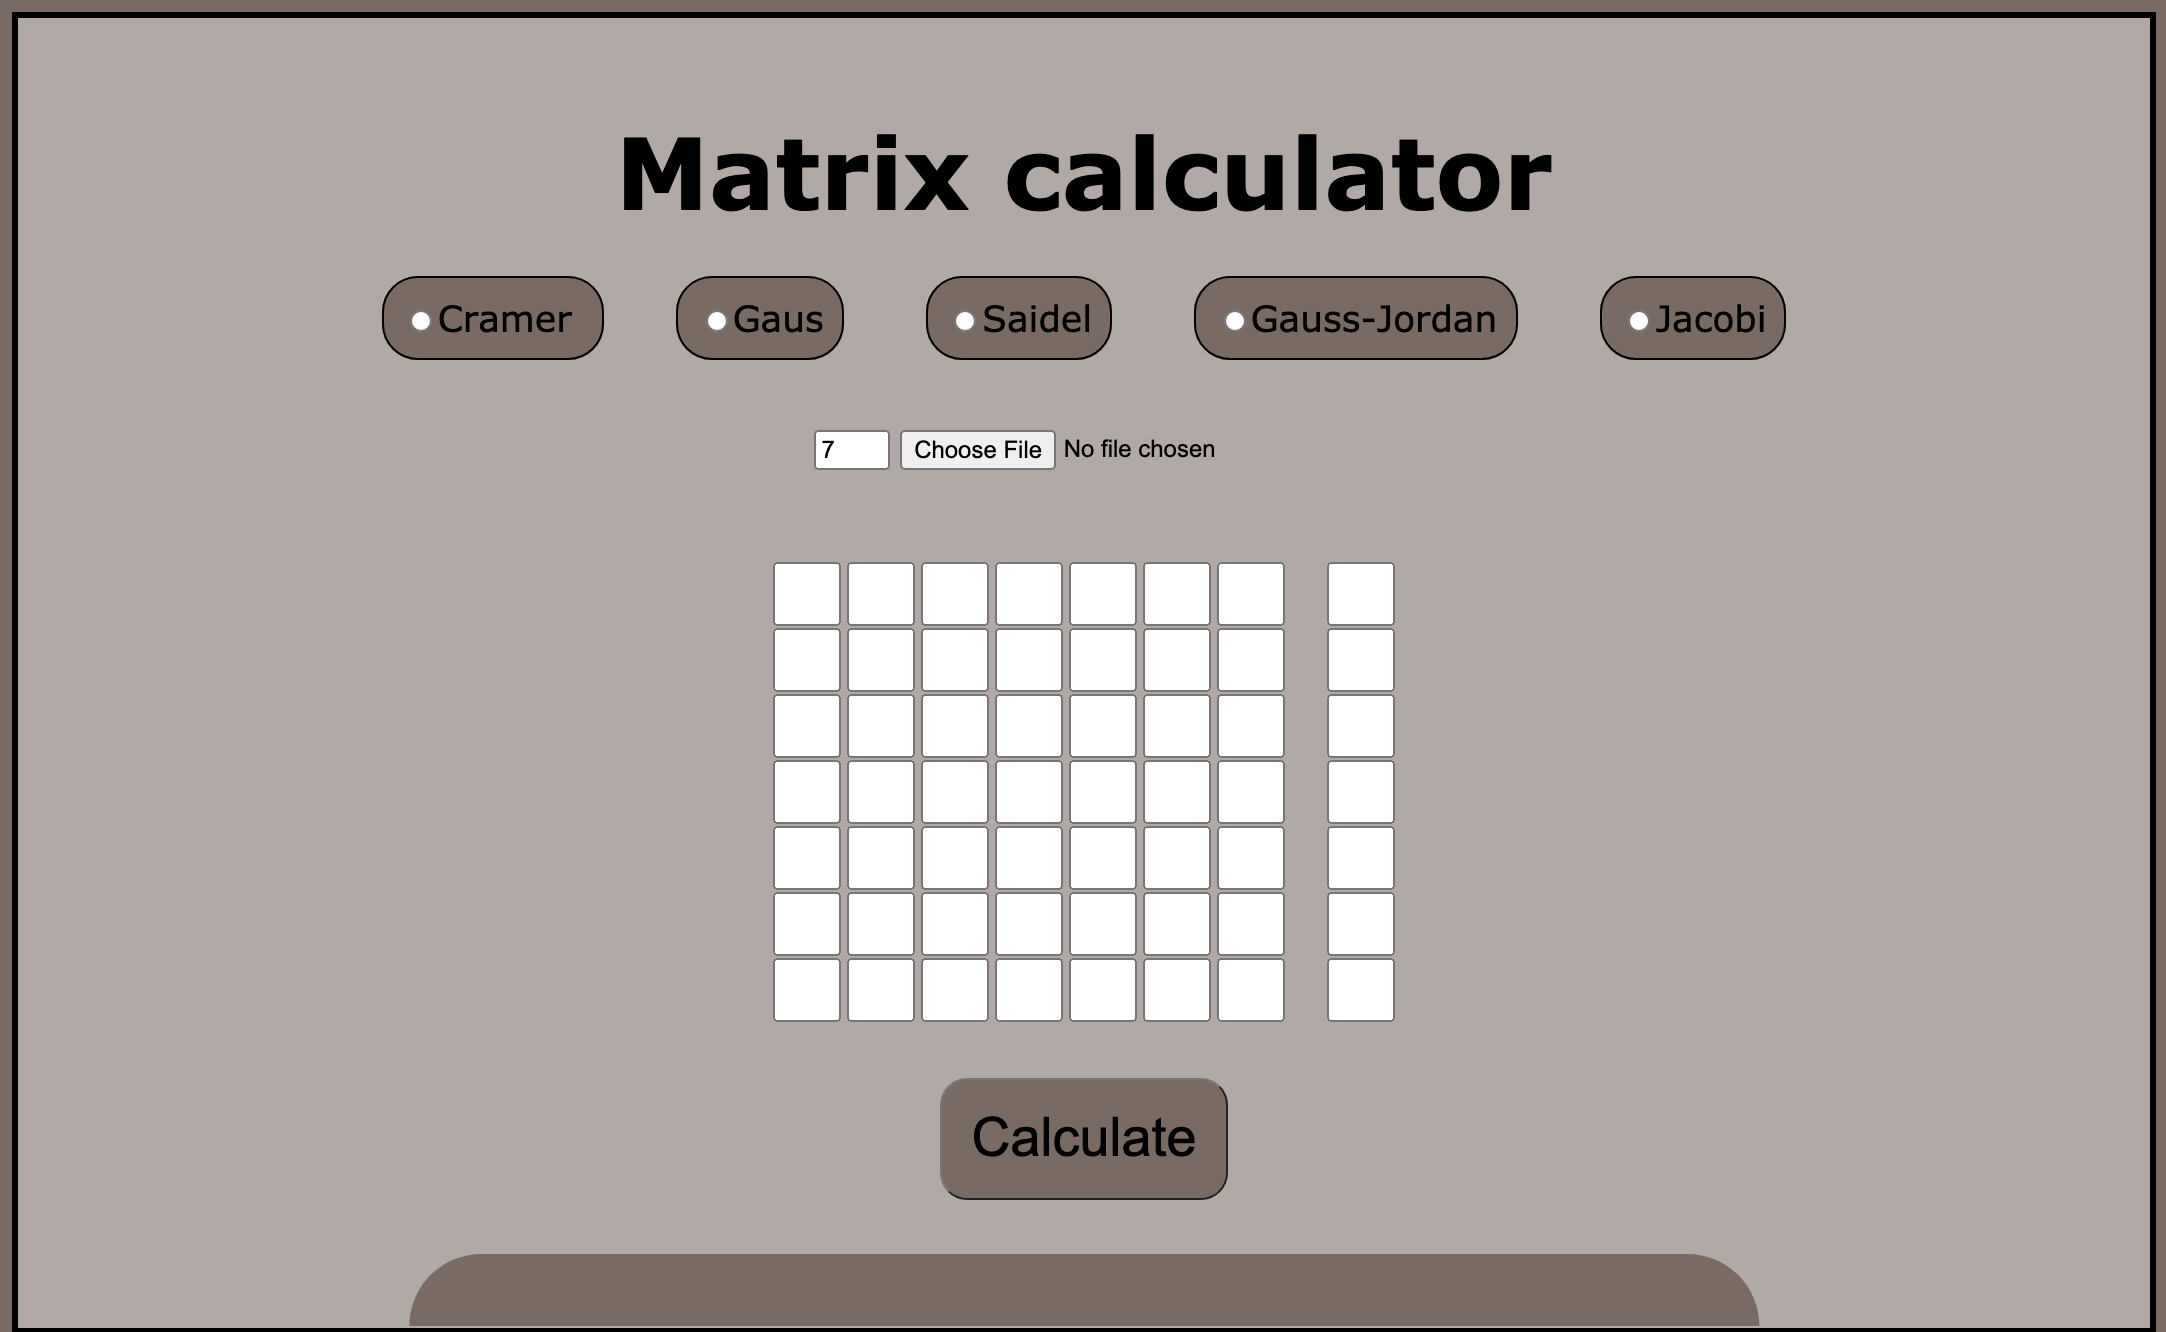 Matrix calculator
Cramer Gaus Saidel Gauss-Jordan Jacobi
7 Choose File No file chosen
Calculate